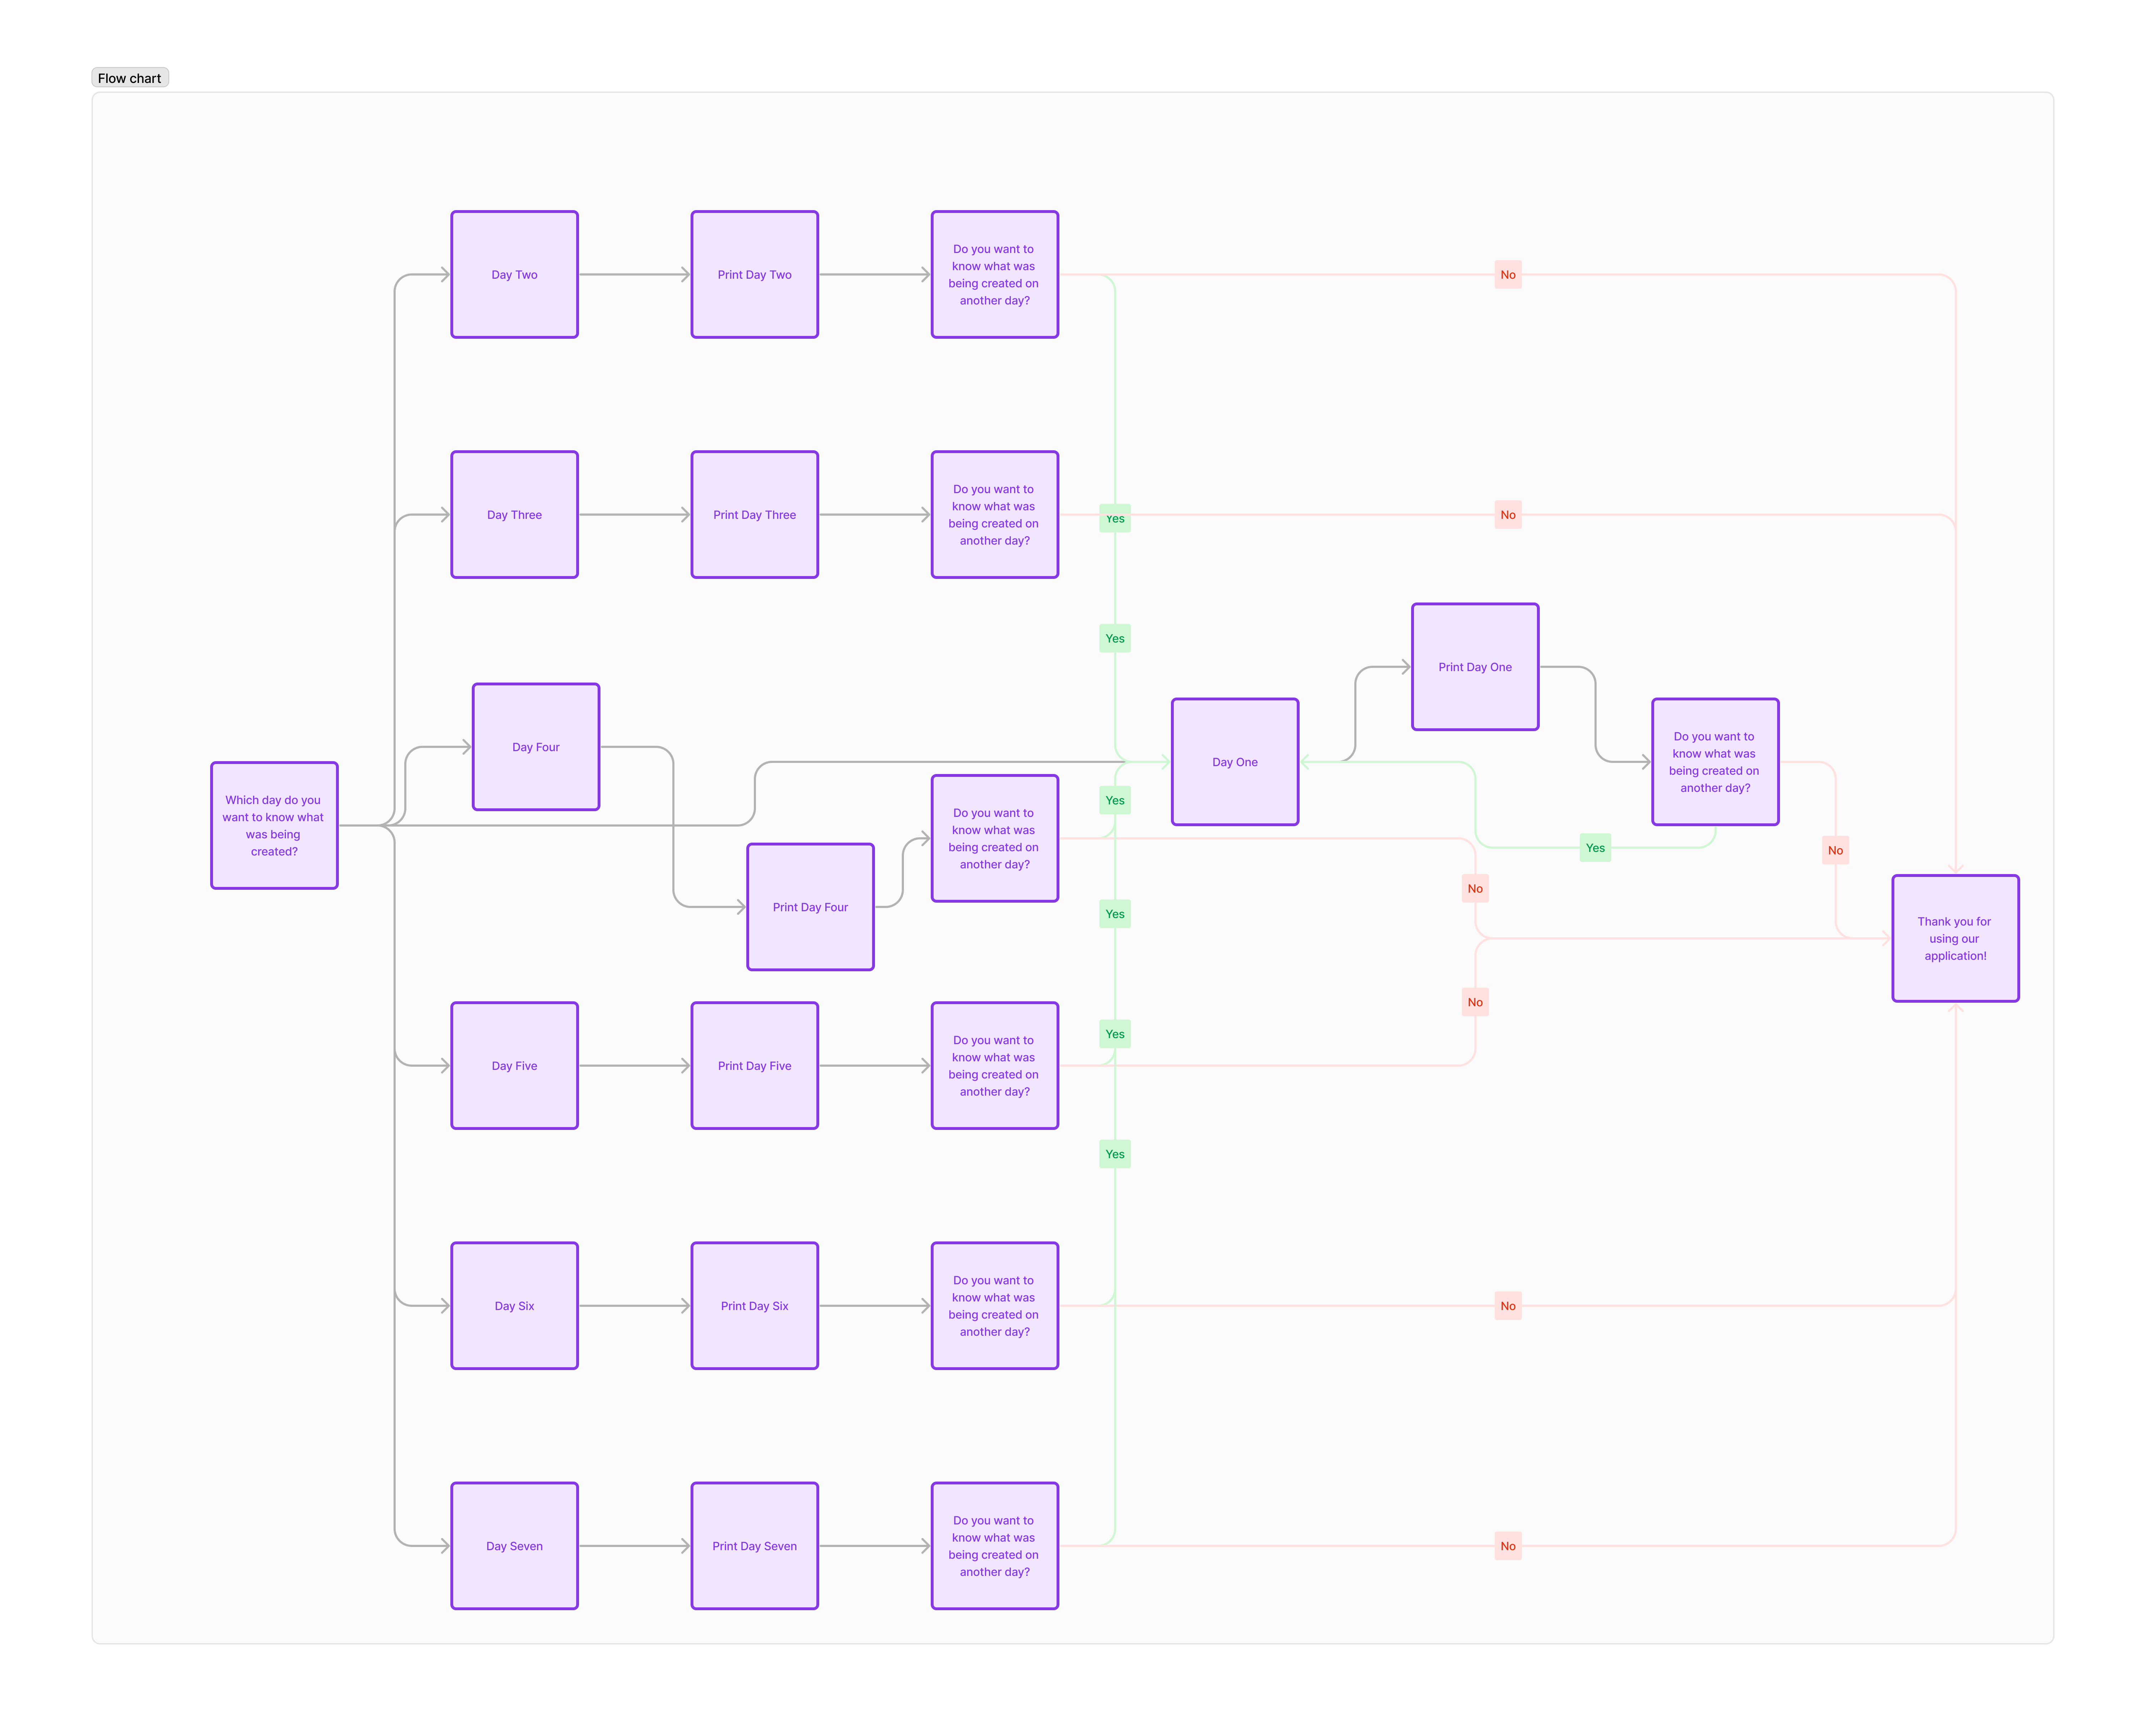 Flow chart
Day Two
Print Day Two
Do you want to
know what was
being created on
another day?
No
Day Three
Print Day Three
Do you want to
know what was
being created on
another day?
Yes
No
Yes
Day Four
Print Day One
Which day do you
want to know what
was being
created?
Day One
Do you want to
know what was
being created on
another day?
Yes
Do you want to
know what was
being created on
another day?
Yes
No
No
Print Day Four
Yes
Thank you for
using our
application!
No
Yes
Day Five
Print Day Five
Do you want to
know what was
being created on
another day?
Yes
Day Six
Print Day Six
Do you want to
know what was
being created on
another day?
No
Day Seven
Print Day Seven
Do you want to
know what was
being created on
another day?
No